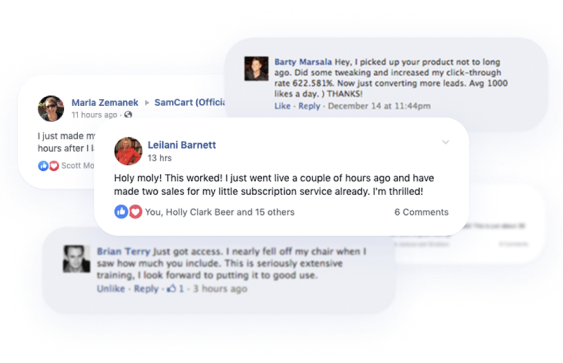 Barty Marsala Hey, I picked up your product not to long
ago. Did some tweaking and increased my click-through
rate 622.581%. Now just converting more leads. Avg 1000
likes a day. ) THANKS!
Like · Reply · December 14 at 11:44pm
Marla Zemanek ▸ SamCart (Officia
11 hours ago ·
I just made m
hours after I l
Scott Mo
Leilani Barnett
13 hrs
Holy moly! This worked! I just went live a couple of hours ago and have
made two sales for my little subscription service already. I'm thrilled!
You, Holly Clark Beer and 15 others
6 Comments
Brian Terry Just got access. I nearly fell off my chair when I
saw how much you include. This is seriously extensive
training, I look forward to putting it to good use.
Unlike · Reply · 1 · 3 hours ago